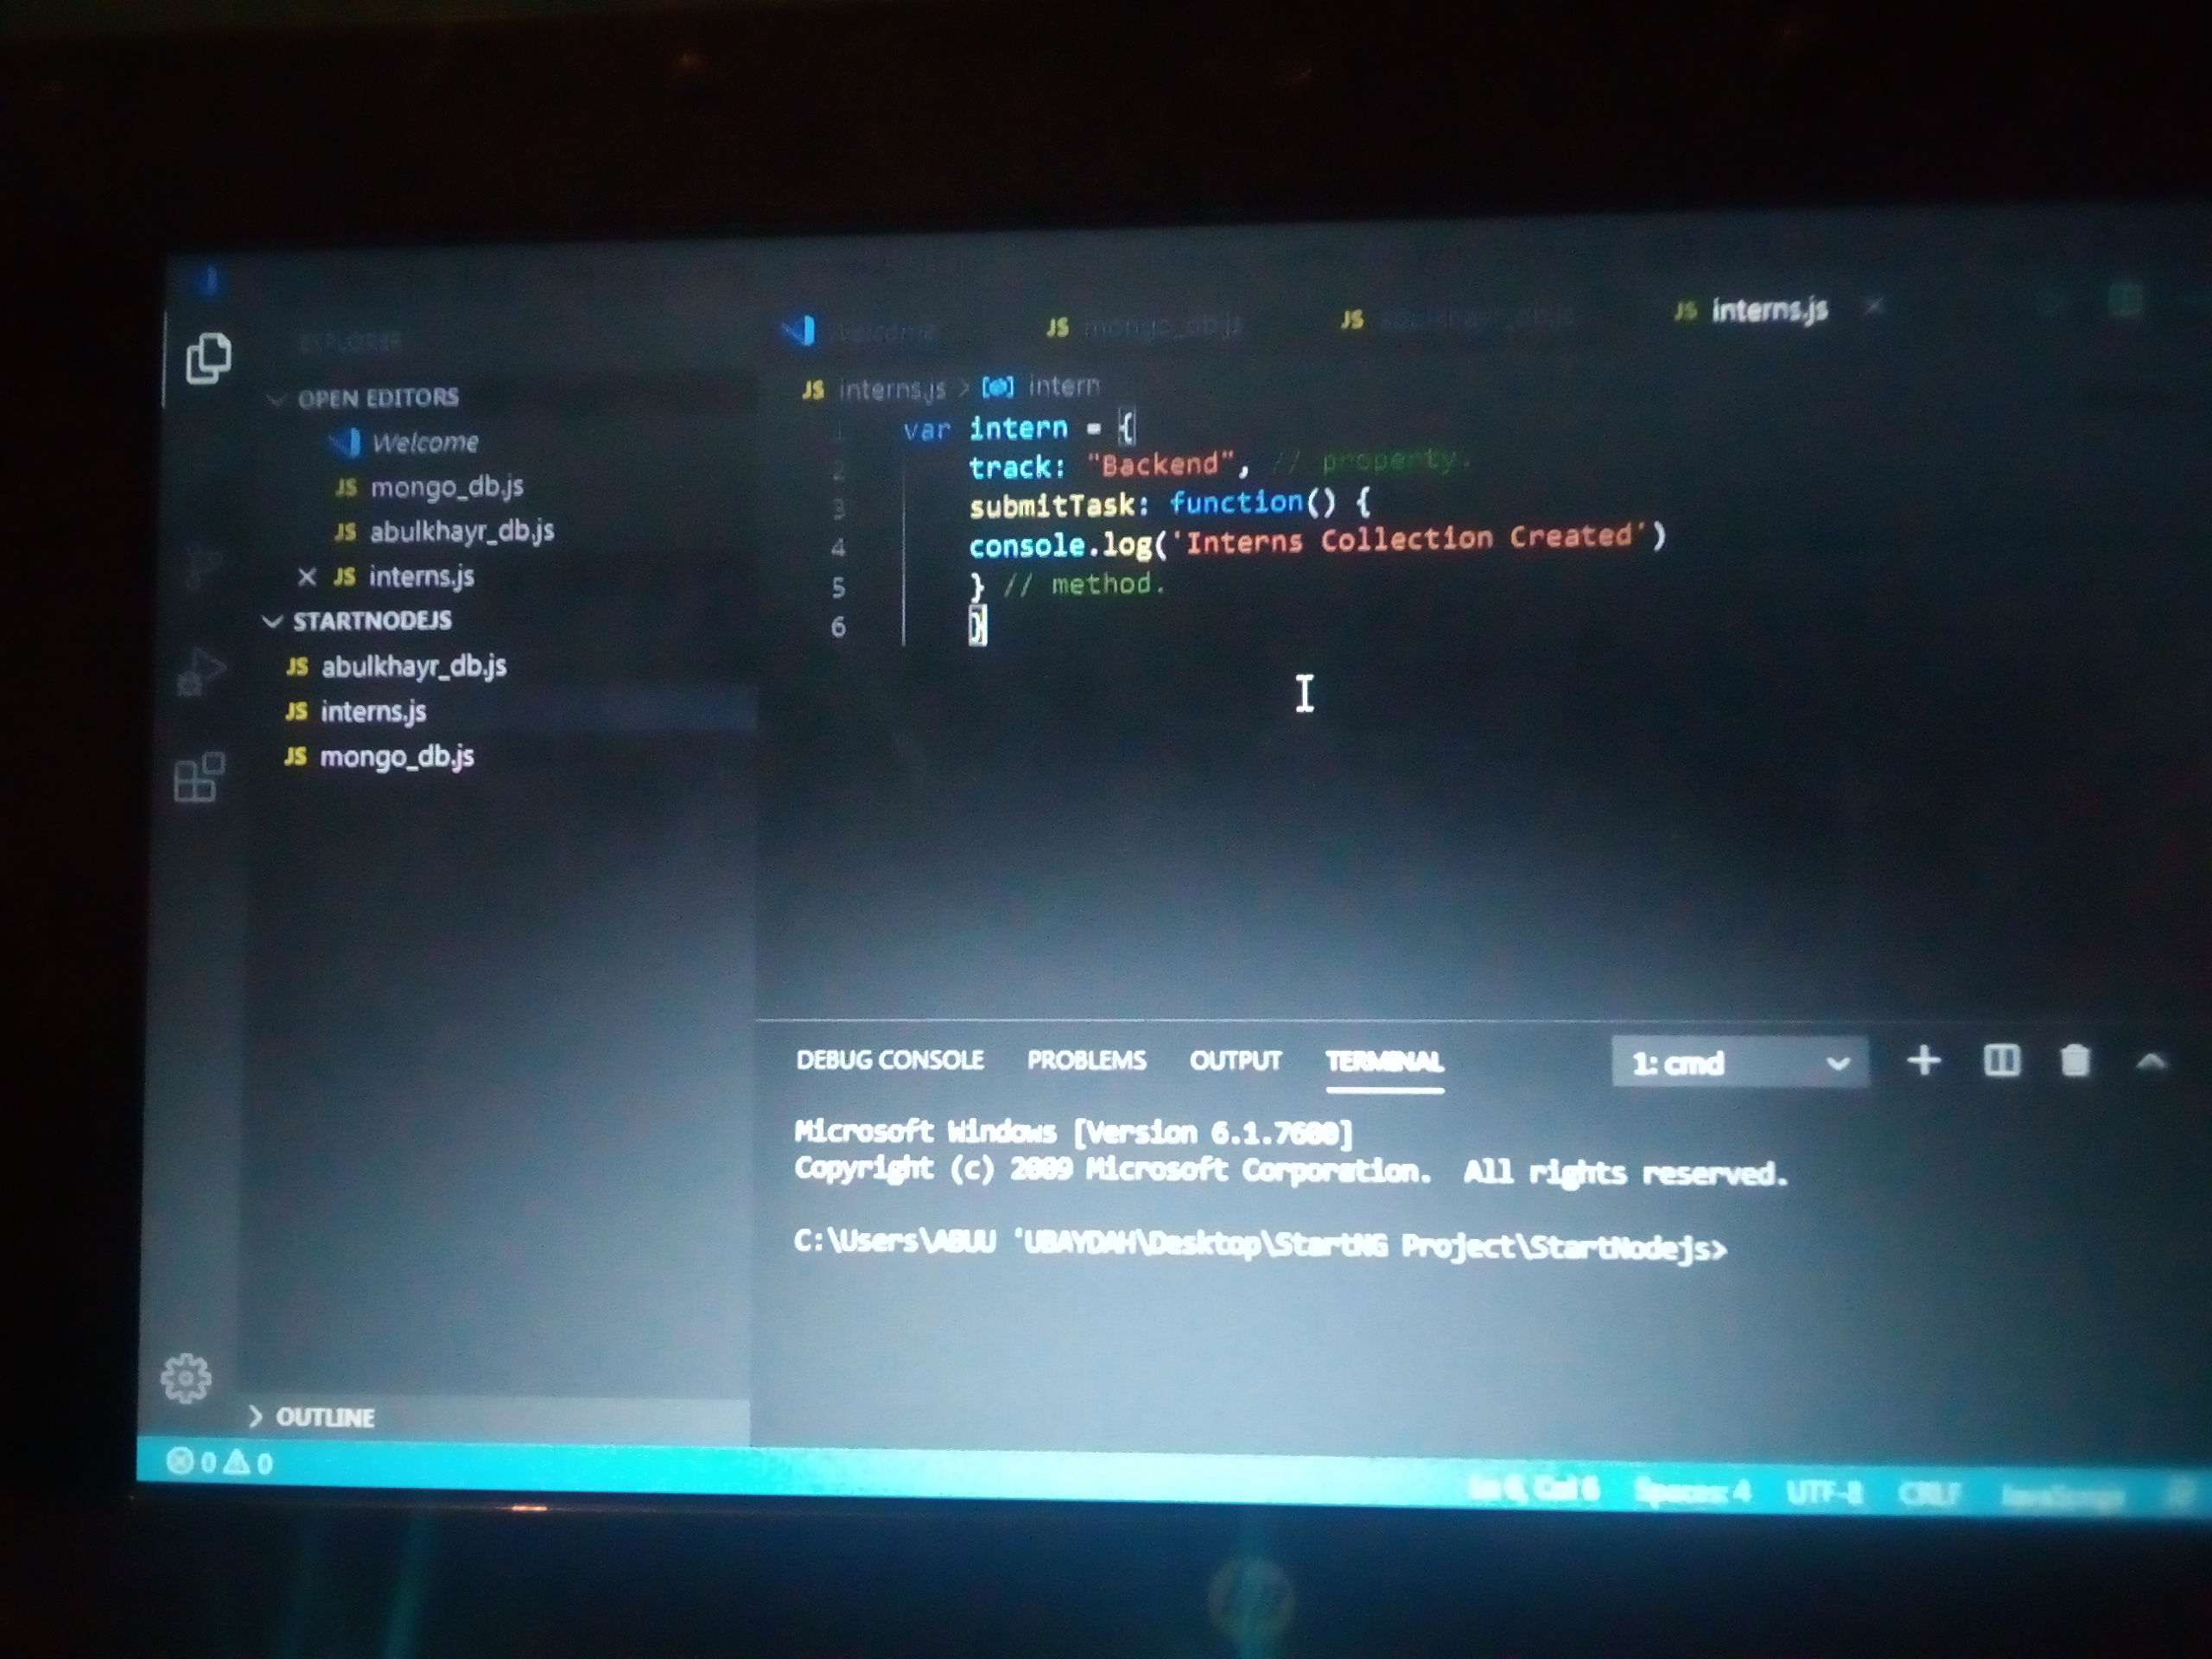 EXPLORER
OPEN EDITORS
Welcome
JS mongo_db.js
JS abulkhayr_db.js
JS interns.js
STARTNODEJS
JS abulkhayr_db.js
JS interns.js
JS mongo_db.js
OUTLINE
0 0
Welcome JS mongo_db.js JS abulkhayr_db.js JS interns.js
JS interns.js > intern
1 var intern = {
2 track: "Backend", // property.
3 submitTask: function() {
4 console.log('Interns Collection Created')
5 } // method.
6 }
DEBUG CONSOLE PROBLEMS OUTPUT TERMINAL 1: cmd
Microsoft Windows [Version 6.1.7600]
Copyright (c) 2009 Microsoft Corporation. All rights reserved.
C:\Users\ABUU 'UBAYDAH\Desktop\StartNG Project\StartNodejs>
Ln 6, Col 6 Spaces: 4 UTF-8 CRLF JavaScript
hp